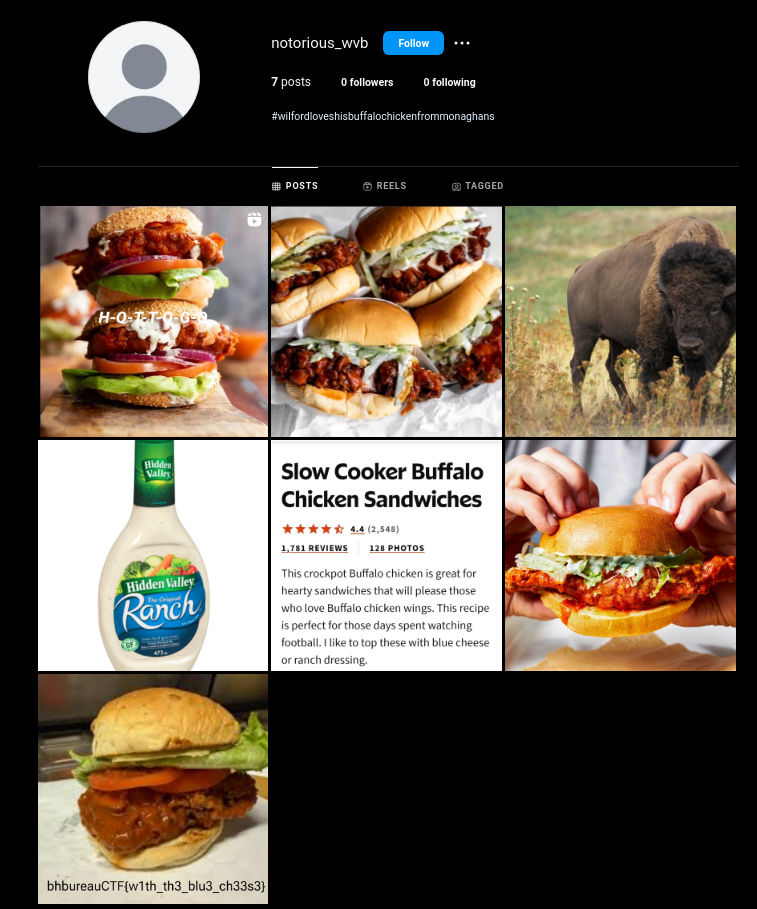 notorious_wvb Follow
7 posts 0 followers 0 following
#wilfordloveshisbuffalochickenfrommonaghans
POSTS REELS TAGGED
H-O-T-T-O-G-O
Hidden
Valley
Hidden Valley
The Original
Ranch
GF
473 ml
Slow Cooker Buffalo
Chicken Sandwiches
4.4 (2,548)
1,781 REVIEWS 128 PHOTOS
This crockpot Buffalo chicken is great for
hearty sandwiches that will please those
who love Buffalo chicken wings. This recipe
is perfect for those days spent watching
football. I like to top these with blue cheese
or ranch dressing.
bhbureauCTF{w1th_th3_blu3_ch33s3}